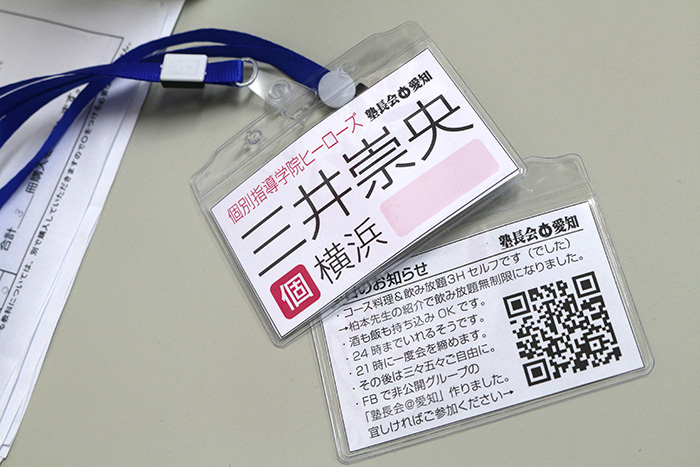 塾長会 in 愛知
個別指導学院ヒーローズ
三井崇央
個 横浜
塾長会 in 愛知
のお知らせ
・コース料理&飲み放題3Hセルフです(でした)
→柏本先生の紹介で飲み放題無制限になりました。
・酒も飯も持ち込みOKです。
・24時までいれるそうです。
・21時に一度会を締めます。
・その後は三々五々ご自由に。
・FBで非公開グループの
「塾長会@愛知」作りました。
宜しければご参加ください→
合計 3